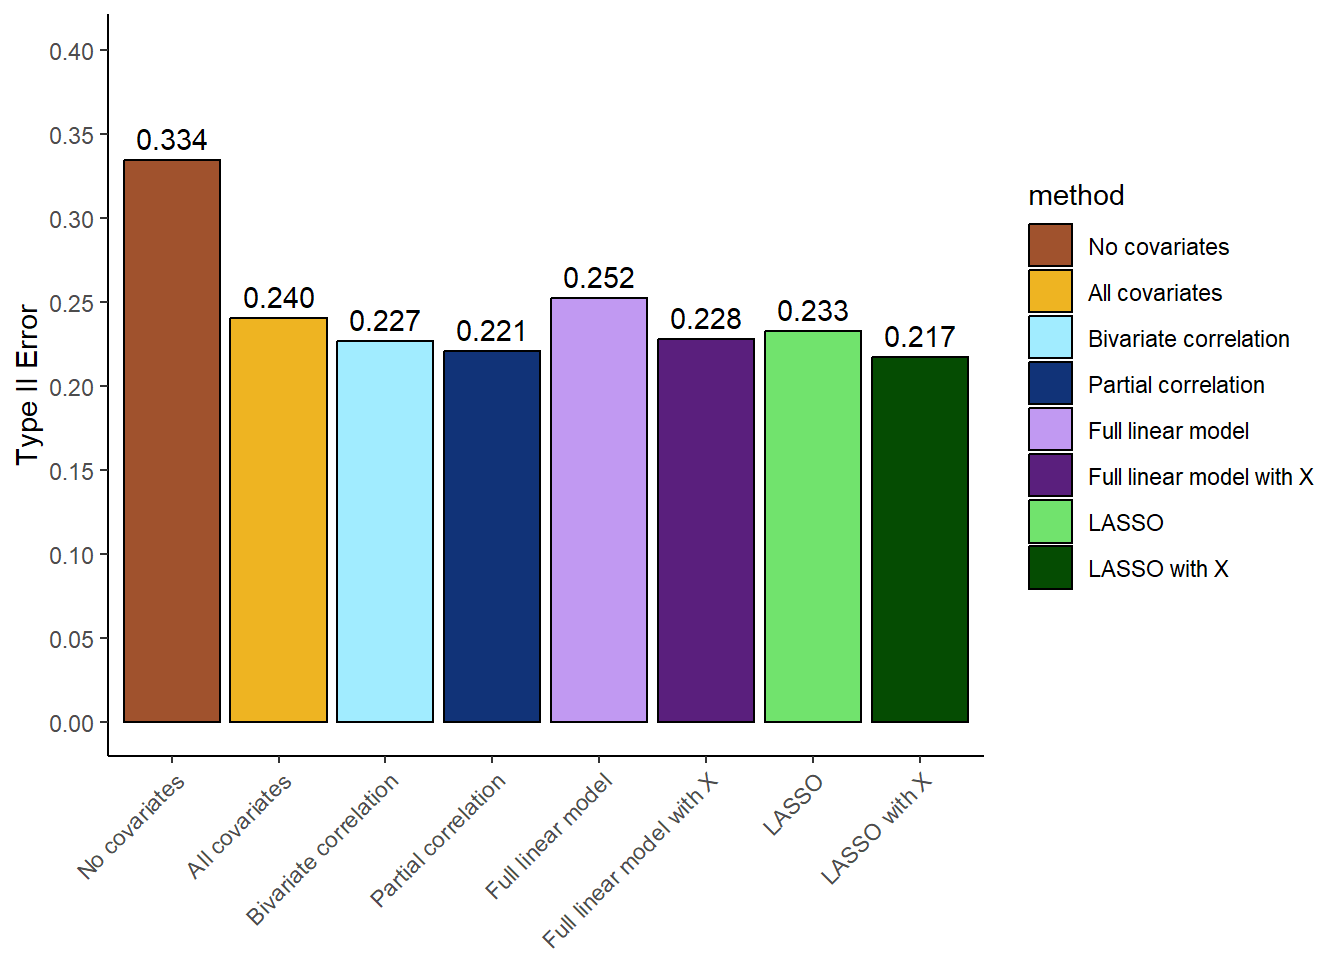 0.40
0.35
0.30
0.25
0.20
0.15
0.10
0.05
0.00
Type II Error
0.334
0.240
0.227
0.221
0.252
0.228
0.233
0.217
No covariates
All covariates
Bivariate correlation
Partial correlation
Full linear model
Full linear model with X
LASSO
LASSO with X
method
No covariates
All covariates
Bivariate correlation
Partial correlation
Full linear model
Full linear model with X
LASSO
LASSO with X